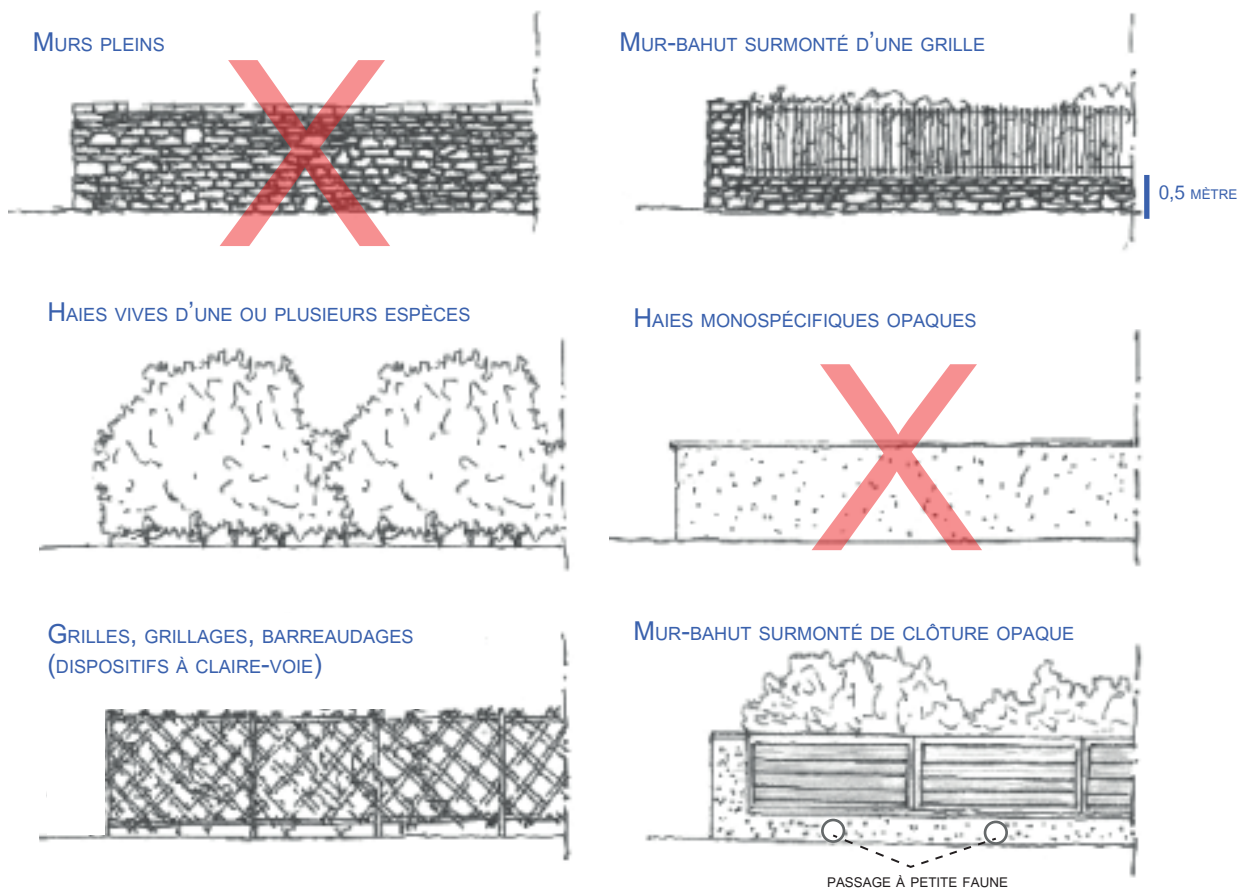 Murs pleins
Mur-bahut surmonté d'une grille
0,5 mètre
Haies vives d'une ou plusieurs espèces
Haies monospécifiques opaques
Grilles, grillages, barreaudages
(dispositifs à claire-voie)
Mur-bahut surmonté de clôture opaque
passage à petite faune